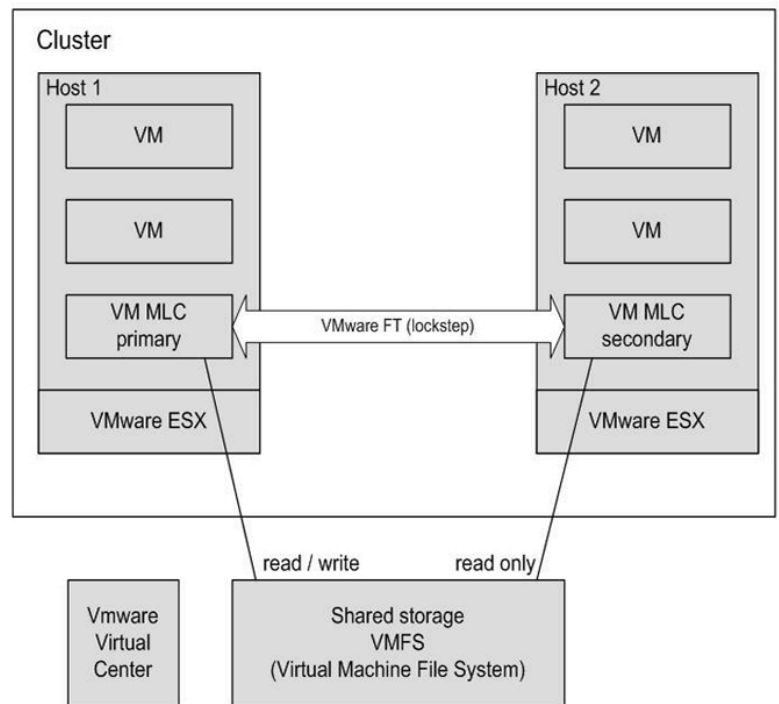 Cluster
Host 1
VM
VM
VM MLC
primary
VMware ESX
VMware FT (lockstep)
Host 2
VM
VM
VM MLC
secondary
VMware ESX
read / write
read only
Vmware
Virtual
Center
Shared storage
VMFS
(Virtual Machine File System)